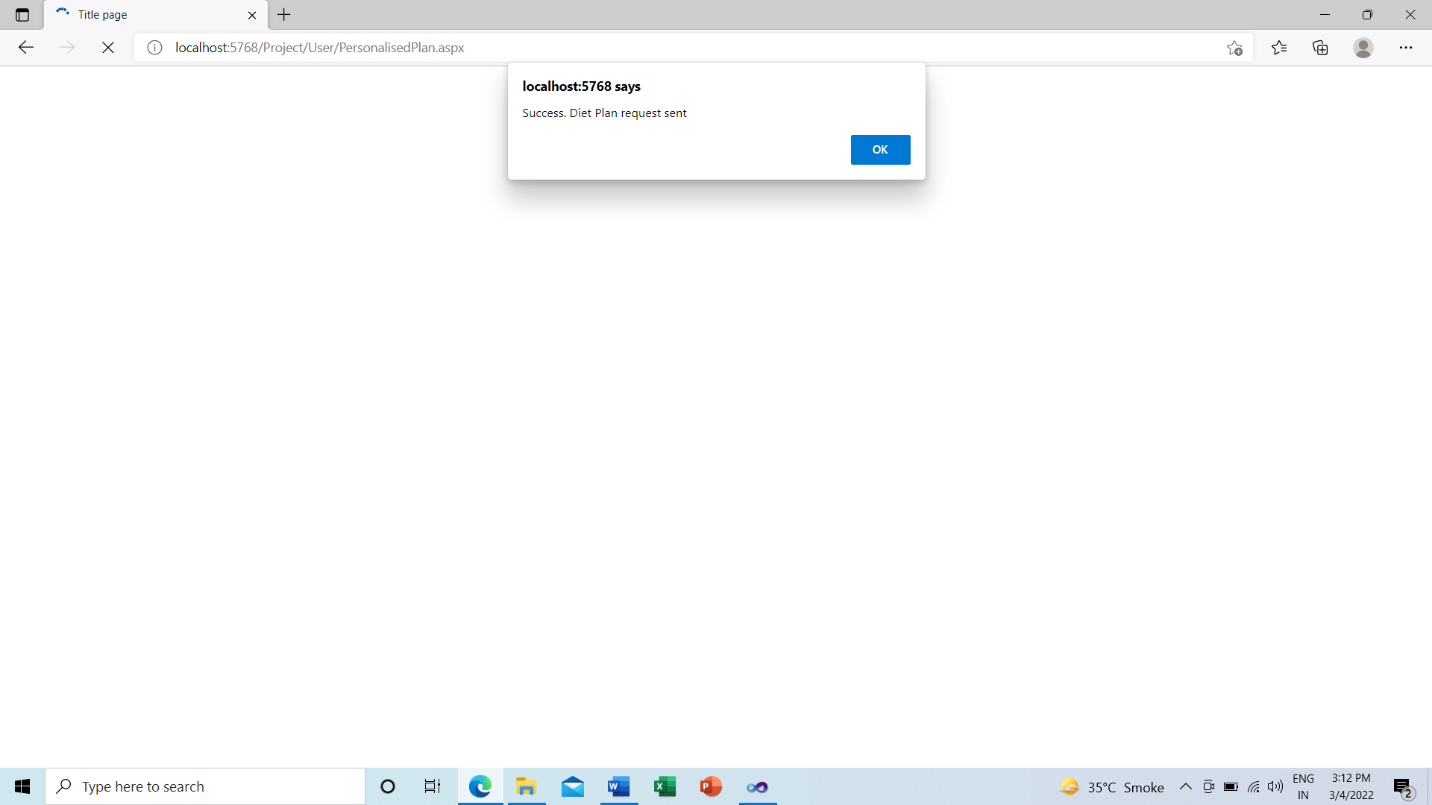 Title page
localhost:5768/Project/User/PersonalisedPlan.aspx
localhost:5768 says
Success. Diet Plan request sent
OK
Type here to search
35°C Smoke
ENG
IN
3:12 PM
3/4/2022
2